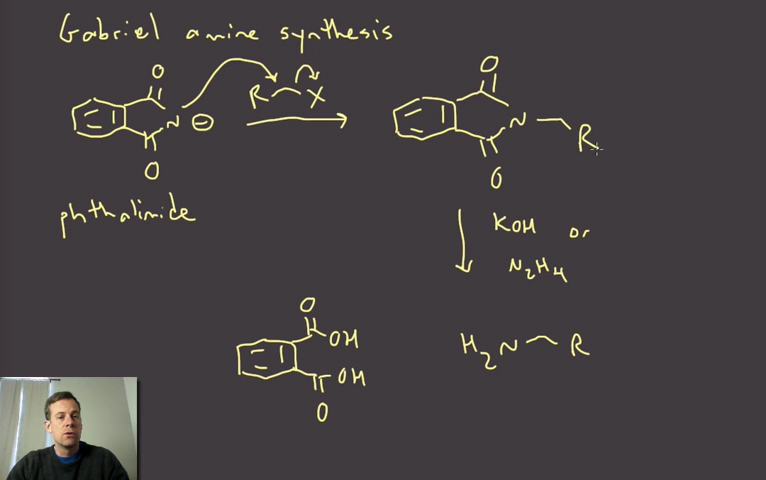 Gabriel amine synthesis
O
O
R X
N ⊖
N
R
O
O
phthalimide
KOH or
N2H4
O
OH
H2N R
OH
O